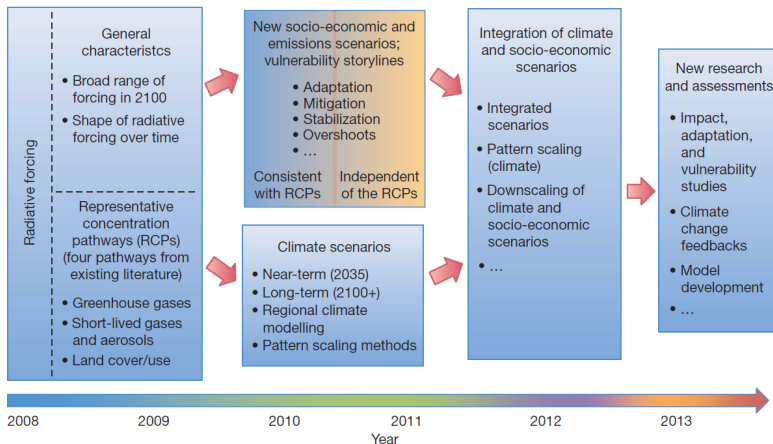 Radiative forcing
General
characteristcs
• Broad range of
forcing in 2100
• Shape of radiative
forcing over time
Representative
concentration
pathways (RCPs)
(four pathways from
existing literature)
• Greenhouse gases
• Short-lived gases
and aerosols
• Land cover/use
New socio-economic and
emissions scenarios;
vulnerability storylines
• Adaptation
• Mitigation
• Stabilization
• Overshoots
• ...
Consistent
with RCPs
Independent
of the RCPs
Climate scenarios
• Near-term (2035)
• Long-term (2100+)
• Regional climate
modelling
• Pattern scaling methods
Integration of climate
and socio-economic
scenarios
• Integrated
scenarios
• Pattern scaling
(climate)
• Downscaling of
climate and
socio-economic
scenarios
• ...
New research
and assessments
• Impact,
adaptation,
and
vulnerability
studies
• Climate
change
feedbacks
• Model
development
• ...
2008 2009 2010 2011 2012 2013
Year